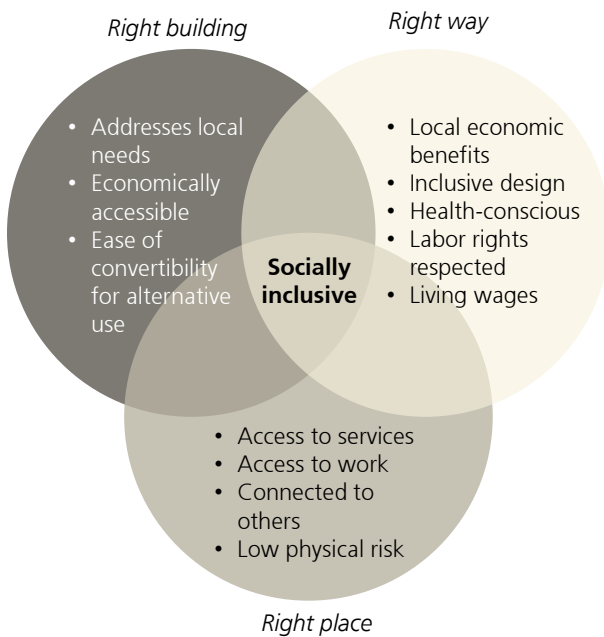 Right building
Right way
• Addresses local
needs
• Economically
accessible
• Ease of
convertibility
for alternative
use
• Local economic
benefits
• Inclusive design
• Health-conscious
• Labor rights
respected
• Living wages
Socially
inclusive
• Access to services
• Access to work
• Connected to
others
• Low physical risk
Right place